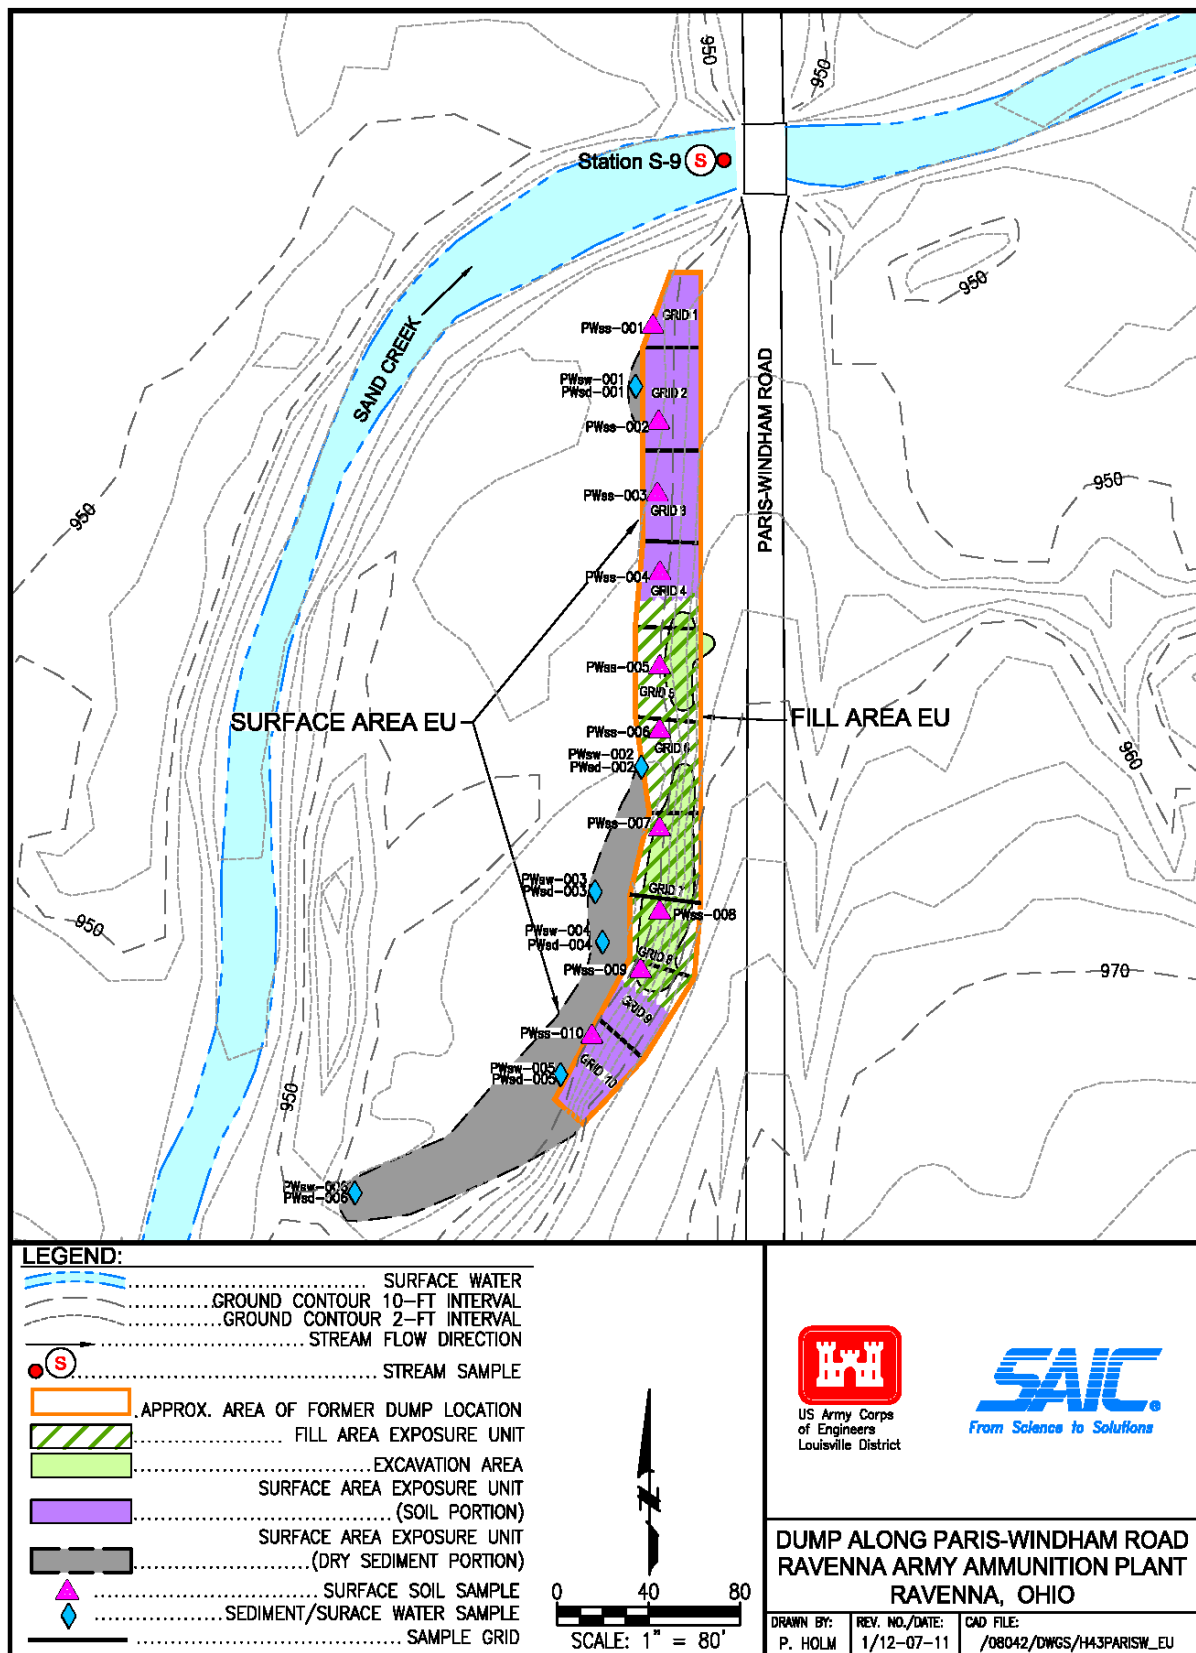 950
950
Station S-9 S
950
SAND CREEK
GRID 1
PWss-001
PARIS-WINDHAM ROAD
PWsw-001
PWsd-001
GRID 2
PWss-002
950
950
PWss-003
GRID 3
PWss-004
GRID 4
PWss-005
GRID 5
SURFACE AREA EU
FILL AREA EU
PWss-006
GRID 6
PWsw-002
PWsd-002
960
PWss-007
PWsw-003
PWsd-003
GRID 7
PWss-008
950
PWsw-004
PWsd-004
GRID 8
PWss-009
970
GRID 9
PWss-010
GRID 10
PWsw-005
PWsd-005
950
PWsw-006
PWsd-006
LEGEND:
SURFACE WATER
GROUND CONTOUR 10-FT INTERVAL
GROUND CONTOUR 2-FT INTERVAL
STREAM FLOW DIRECTION
S STREAM SAMPLE
APPROX. AREA OF FORMER DUMP LOCATION
FILL AREA EXPOSURE UNIT
EXCAVATION AREA
SURFACE AREA EXPOSURE UNIT
(SOIL PORTION)
SURFACE AREA EXPOSURE UNIT
(DRY SEDIMENT PORTION)
SURFACE SOIL SAMPLE
SEDIMENT/SURACE WATER SAMPLE
SAMPLE GRID
N
0 40 80
SCALE: 1" = 80'
US Army Corps
of Engineers
Louisville District
SAIC.
From Science to Solutions
DUMP ALONG PARIS-WINDHAM ROAD
RAVENNA ARMY AMMUNITION PLANT
RAVENNA, OHIO
DRAWN BY:
P. HOLM
REV. NO./DATE:
1/12-07-11
CAD FILE:
/08042/DWGS/H43PARISW_EU